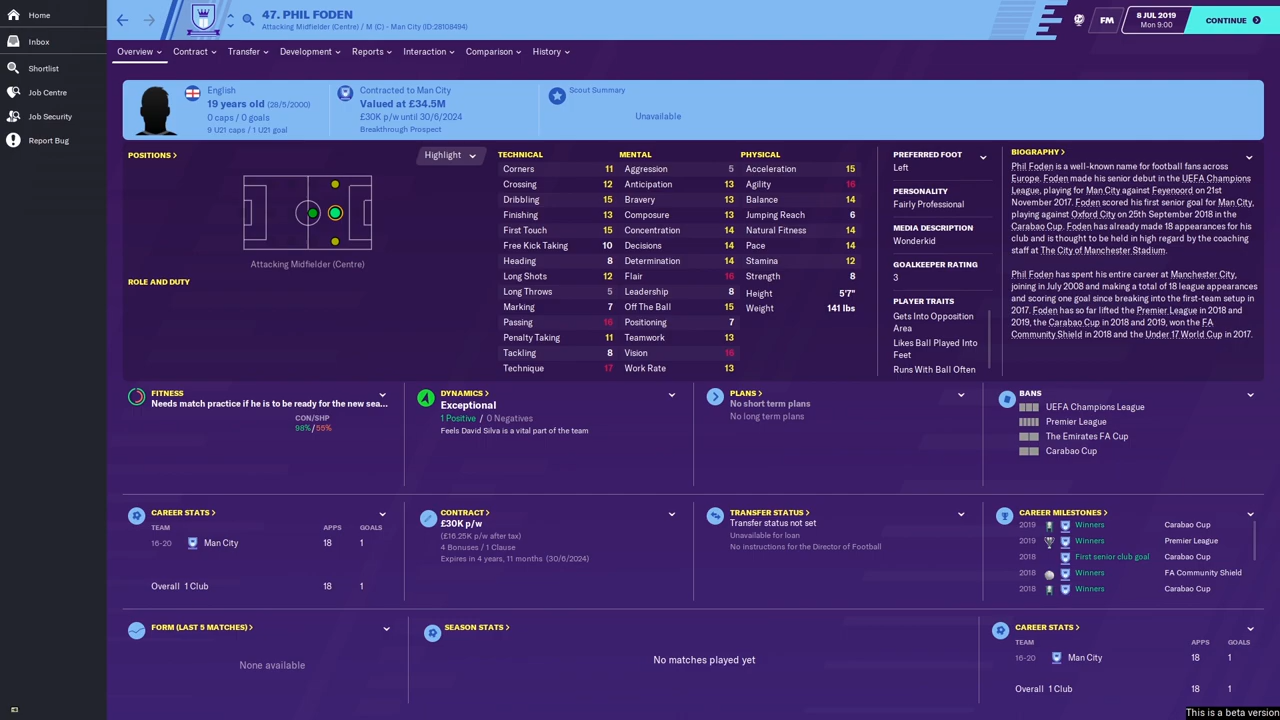 Home
Inbox
Shortlist
Job Centre
Job Security
Report Bug
47. PHIL FODEN
Attacking Midfielder (Centre) / M (C) - Man City (ID:28108494)
FM
8 JUL 2019
Mon 9:00
CONTINUE
Overview
Contract
Transfer
Development
Reports
Interaction
Comparison
History
English
19 years old (28/5/2000)
0 caps / 0 goals
9 U21 caps / 1 U21 goal
Contracted to Man City
Valued at £34.5M
£30K p/w until 30/6/2024
Breakthrough Prospect
Scout Summary
Unavailable
POSITIONS >
Highlight
Attacking Midfielder (Centre)
ROLE AND DUTY
TECHNICAL
Corners 11
Crossing 12
Dribbling 15
Finishing 13
First Touch 15
Free Kick Taking 10
Heading 8
Long Shots 12
Long Throws 5
Marking 7
Passing 16
Penalty Taking 11
Tackling 8
Technique 17
MENTAL
Aggression 5
Anticipation 13
Bravery 13
Composure 13
Concentration 14
Decisions 14
Determination 14
Flair 16
Leadership 8
Off The Ball 15
Positioning 7
Teamwork 13
Vision 16
Work Rate 13
PHYSICAL
Acceleration 15
Agility 16
Balance 14
Jumping Reach 6
Natural Fitness 14
Pace 14
Stamina 12
Strength 8
Height 5'7"
Weight 141 lbs
PREFERRED FOOT
Left
PERSONALITY
Fairly Professional
MEDIA DESCRIPTION
Wonderkid
GOALKEEPER RATING
3
PLAYER TRAITS
Gets Into Opposition
Area
Likes Ball Played Into
Feet
Runs With Ball Often
BIOGRAPHY >
Phil Foden is a well-known name for football fans across
Europe. Foden made his senior debut in the UEFA Champions
League, playing for Man City against Feyenoord on 21st
November 2017. Foden scored his first senior goal for Man City,
playing against Oxford City on 25th September 2018 in the
Carabao Cup. Foden has already made 18 appearances for his
club and is thought to be held in high regard by the coaching
staff at The City of Manchester Stadium.
Phil Foden has spent his entire career at Manchester City,
joining in July 2008 and making a total of 18 league appearances
and scoring one goal since breaking into the first-team setup in
2017. Foden has so far lifted the Premier League in 2018 and
2019, the Carabao Cup in 2018 and 2019, won the FA
Community Shield in 2018 and the Under 17 World Cup in 2017.
FITNESS
Needs match practice if he is to be ready for the new sea...
CON/SHP
98%/55%
DYNAMICS >
Exceptional
1 Positive / 0 Negatives
Feels David Silva is a vital part of the team
PLANS >
No short term plans
No long term plans
BANS
UEFA Champions League
Premier League
The Emirates FA Cup
Carabao Cup
CAREER STATS >
TEAM APPS GOALS
16-20 Man City 18 1
Overall 1 Club 18
CONTRACT >
£30K p/w
(£16.25K p/w after tax)
4 Bonuses / 1 Clause
Expires in 4 years, 11 months (30/6/2024)
TRANSFER STATUS >
Transfer status not set
Unavailable for loan
No instructions for the Director of Football
CAREER MILESTONES >
2019 Winners Carabao Cup
2019 Winners Premier League
2018 First senior club goal Carabao Cup
2018 Winners FA Community Shield
2018 Winners Carabao Cup
FORM (LAST 5 MATCHES) >
None available
SEASON STATS >
No matches played yet
CAREER STATS >
TEAM APPS GOALS
16-20 Man City 18 1
Overall 1 Club 18 1
This is a beta version